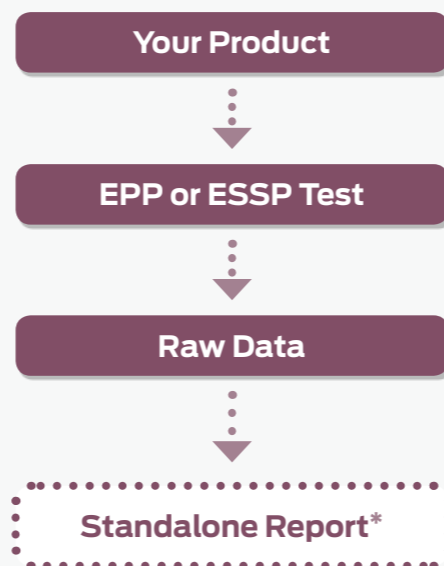 Your Product
EPP or ESSP Test
Raw Data
Standalone Report*